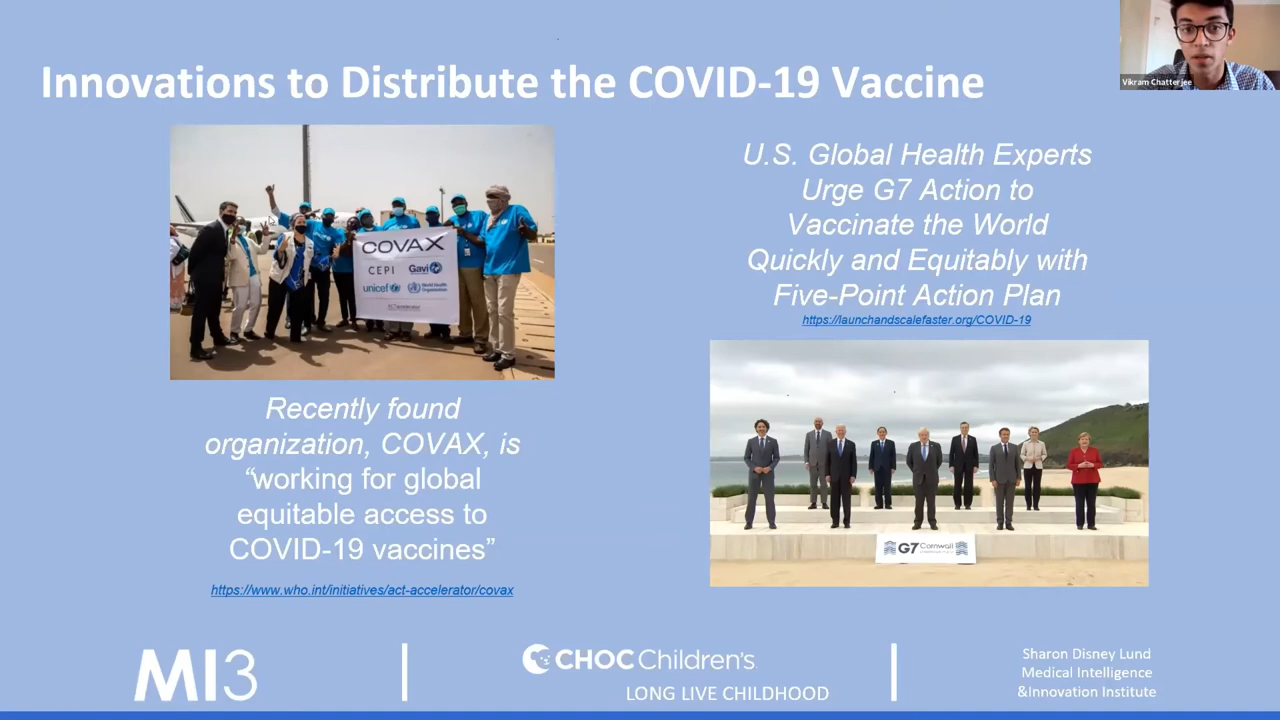 Innovations to Distribute the COVID-19 Vaccine
Vikram Chatterjee
COVAX
CEPI
Gavi
unicef
World Health
Organization
U.S. Global Health Experts
Urge G7 Action to
Vaccinate the World
Quickly and Equitably with
Five-Point Action Plan
https://launchandscalefaster.org/COVID-19
Recently found
organization, COVAX, is
“working for global
equitable access to
COVID-19 vaccines”
https://www.who.int/initiatives/act-accelerator/covax
G7 Cornwall
MI3
CHOC Children's
LONG LIVE CHILDHOOD
Sharon Disney Lund
Medical Intelligence
&Innovation Institute